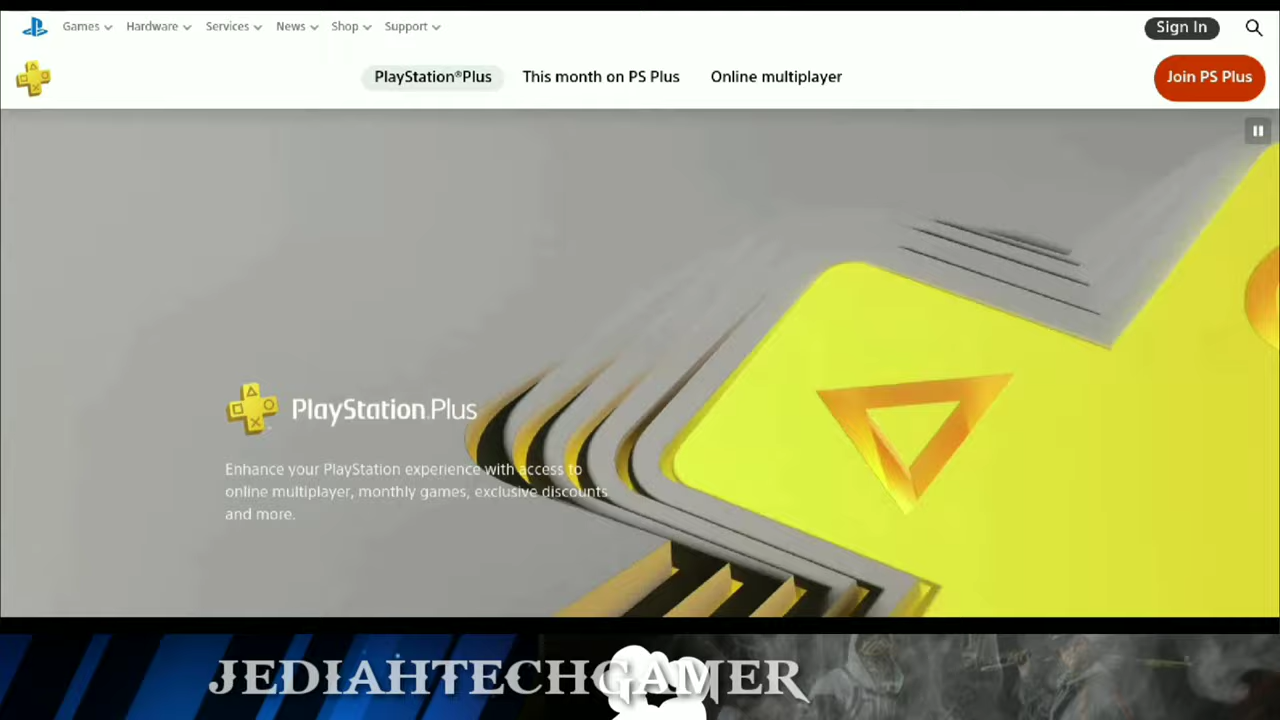 Games Hardware Services News Shop Support Sign In
PlayStation®Plus This month on PS Plus Online multiplayer Join PS Plus
PlayStation.Plus
Enhance your PlayStation experience with access to
online multiplayer, monthly games, exclusive discounts
and more.
JEDIAHTECHGAMER